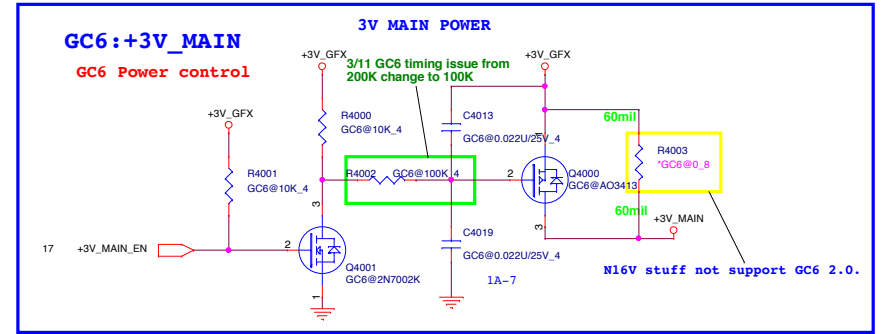 3V MAIN POWER
GC6:+3V_MAIN
GC6 Power control
+3V_GFX
3/11 GC6 timing issue from
200K change to 100K
+3V_GFX
+3V_GFX
R4000
GC6@10K_4
C4013
GC6@0.022U/25V_4
60mil
R4003
*GC6@0_8
R4001
GC6@10K_4
R4002
GC6@100K_4
1
2
Q4000
GC6@AO3413
3
60mil
+3V_MAIN
3
17
+3V_MAIN_EN
2
Q4001
GC6@2N7002K
1
C4019
GC6@0.022U/25V_4
1A-7
N16V stuff not support GC6 2.0.